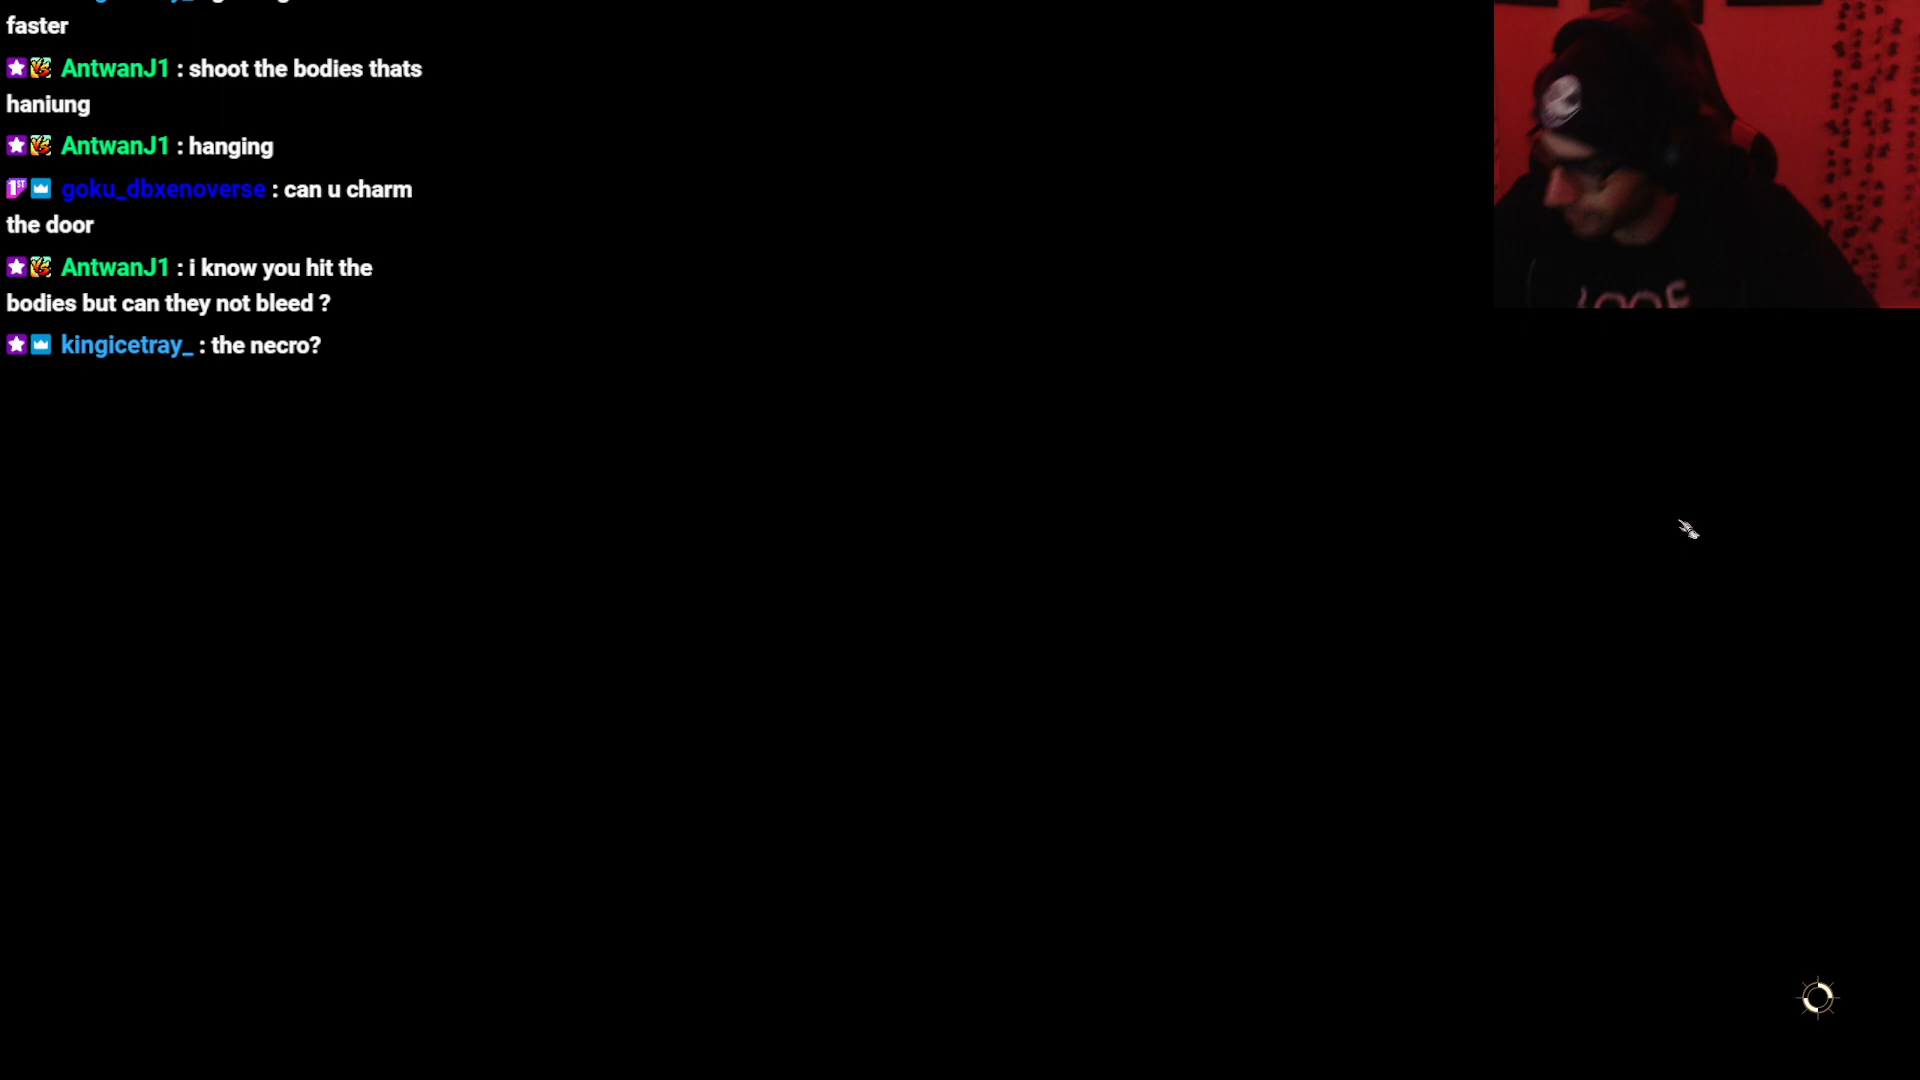 faster
AntwanJ1 : shoot the bodies thats
haniung
AntwanJ1 : hanging
1ST goku_dbxenoverse : can u charm
the door
AntwanJ1 : i know you hit the
bodies but can they not bleed ?
kingicetray_ : the necro?